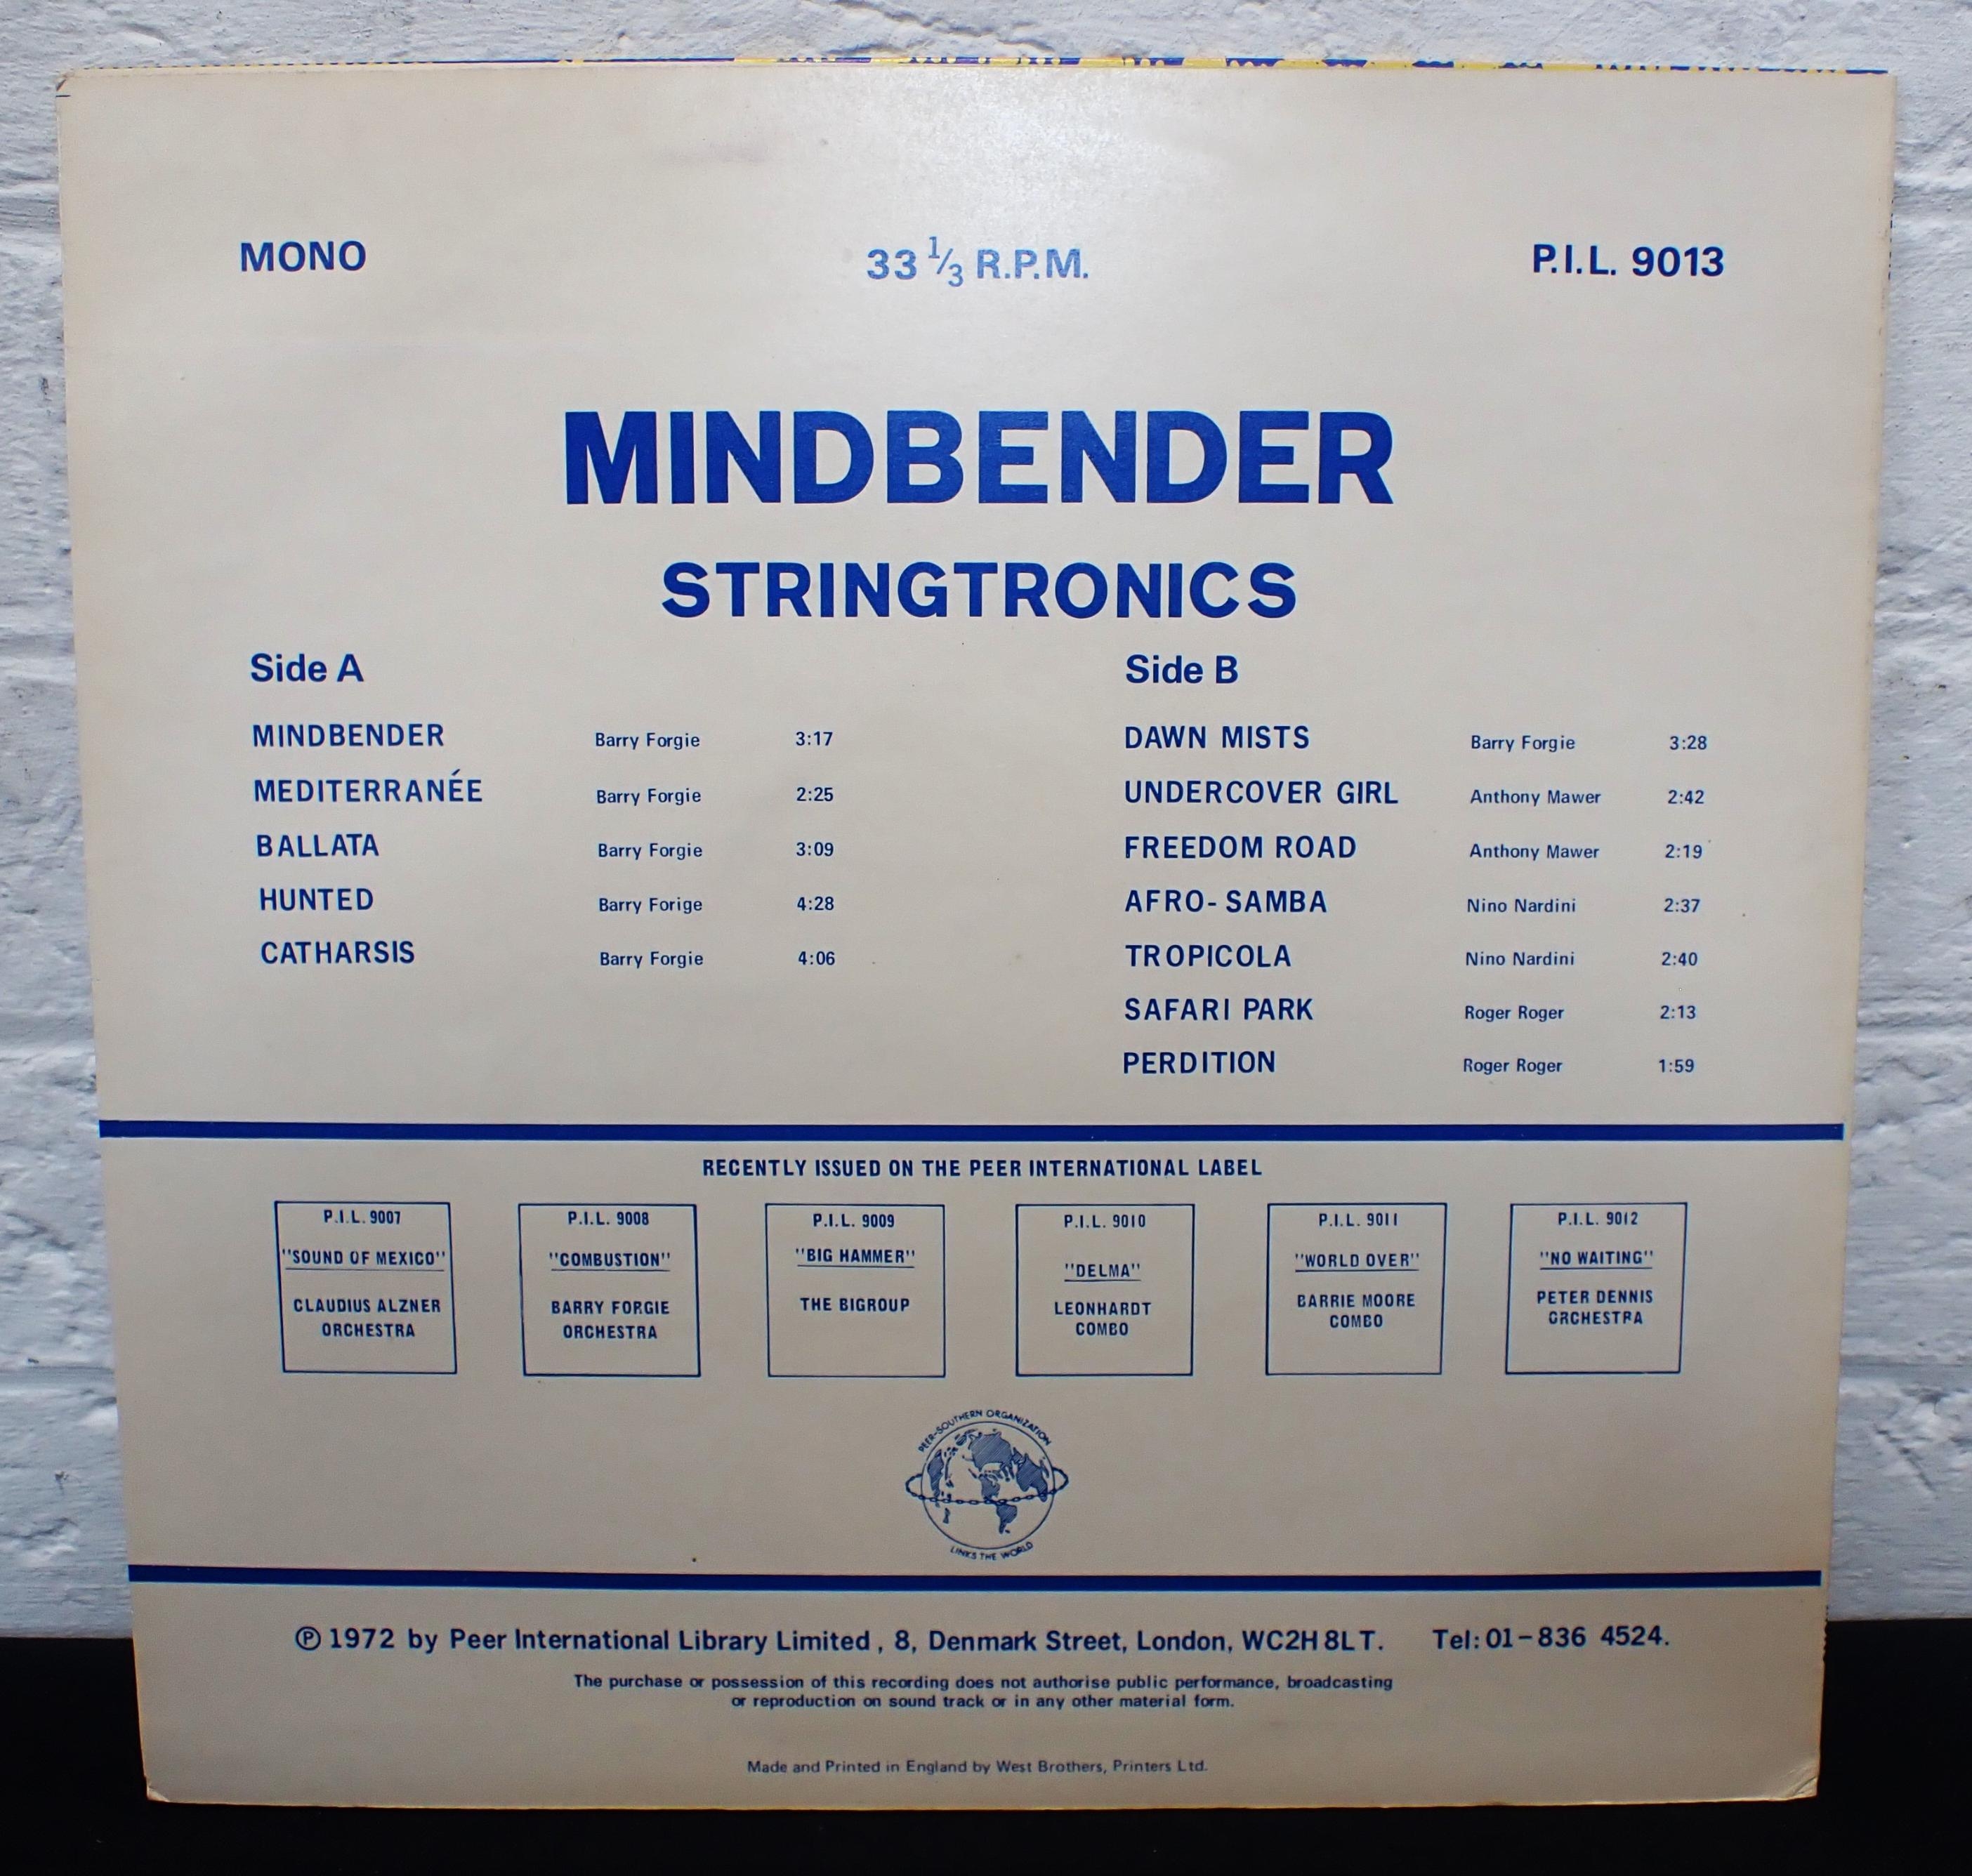 MONO 33 1/3 R.P.M. P.I.L. 9013
MINDBENDER
STRINGTRONICS
Side A
MINDBENDER Barry Forgie 3:17
MEDITERRANÉE Barry Forgie 2:25
BALLATA Barry Forgie 3:09
HUNTED Barry Forige 4:28
CATHARSIS Barry Forgie 4:06
Side B
DAWN MISTS Barry Forgie 3:28
UNDERCOVER GIRL Anthony Mawer 2:42
FREEDOM ROAD Anthony Mawer 2:19
AFRO-SAMBA Nino Nardini 2:37
TROPICOLA Nino Nardini 2:40
SAFARI PARK Roger Roger 2:13
PERDITION Roger Roger 1:59
RECENTLY ISSUED ON THE PEER INTERNATIONAL LABEL
P.I.L. 9007
"SOUND OF MEXICO"
CLAUDIUS ALZNER
ORCHESTRA
P.I.L. 9008
"COMBUSTION"
BARRY FORGIE
ORCHESTRA
P.I.L. 9009
"BIG HAMMER"
THE BIGROUP
P.I.L. 9010
"DELMA"
LEONHARDT
COMBO
P.I.L. 9011
"WORLD OVER"
BARRIE MOORE
COMBO
P.I.L. 9012
"NO WAITING"
PETER DENNIS
ORCHESTRA
PEER-SOUTHERN ORGANIZATION
LINKS THE WORLD
℗ 1972 by Peer International Library Limited, 8, Denmark Street, London, WC2H 8LT. Tel: 01-836 4524.
The purchase or possession of this recording does not authorise public performance, broadcasting
or reproduction on sound track or in any other material form.
Made and Printed in England by West Brothers, Printers Ltd.